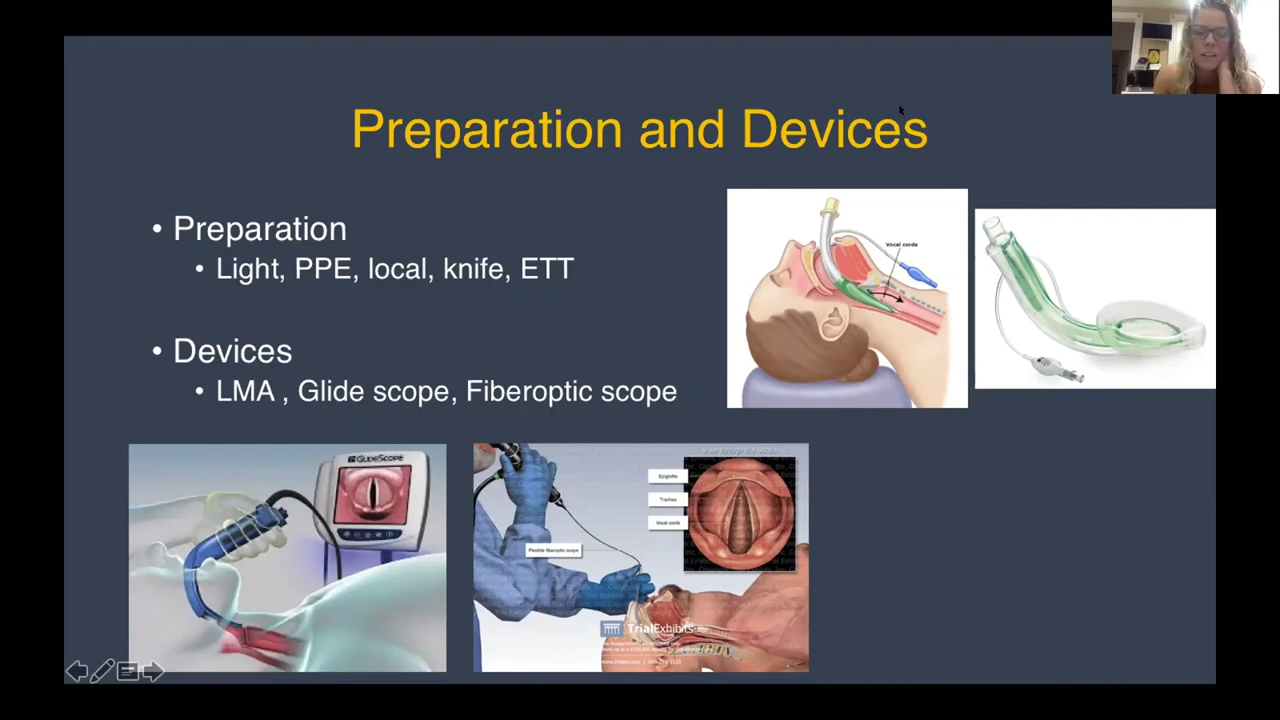 Preparation and Devices
• Preparation
• Light, PPE, local, knife, ETT
• Devices
• LMA , Glide scope, Fiberoptic scope
Vocal cords
GLIDESCOPE
Epiglottis
Trachea
Vocal cords
Flexible fiberoptic scope
TrialExhibits